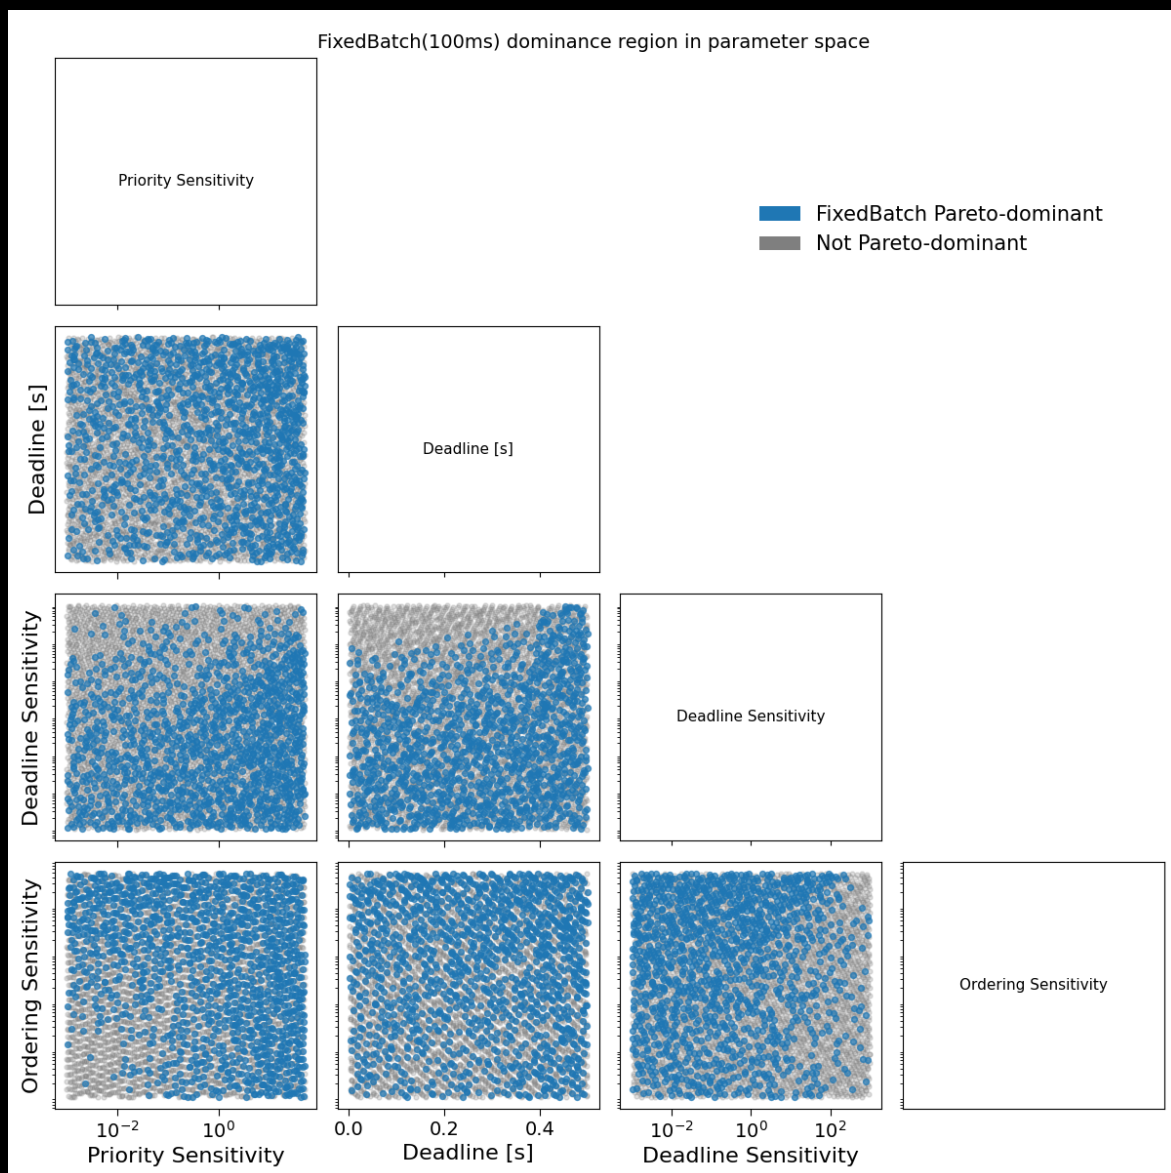 FixedBatch(100ms) dominance region in parameter space
Priority Sensitivity
FixedBatch Pareto-dominant
Not Pareto-dominant
Deadline [s]
Deadline [s]
Deadline Sensitivity
Deadline Sensitivity
Ordering Sensitivity
Ordering Sensitivity
10⁻² 10⁰ 0.0 0.4 10⁻² 10⁰ 10²
Priority Sensitivity Deadline [s] Deadline Sensitivity